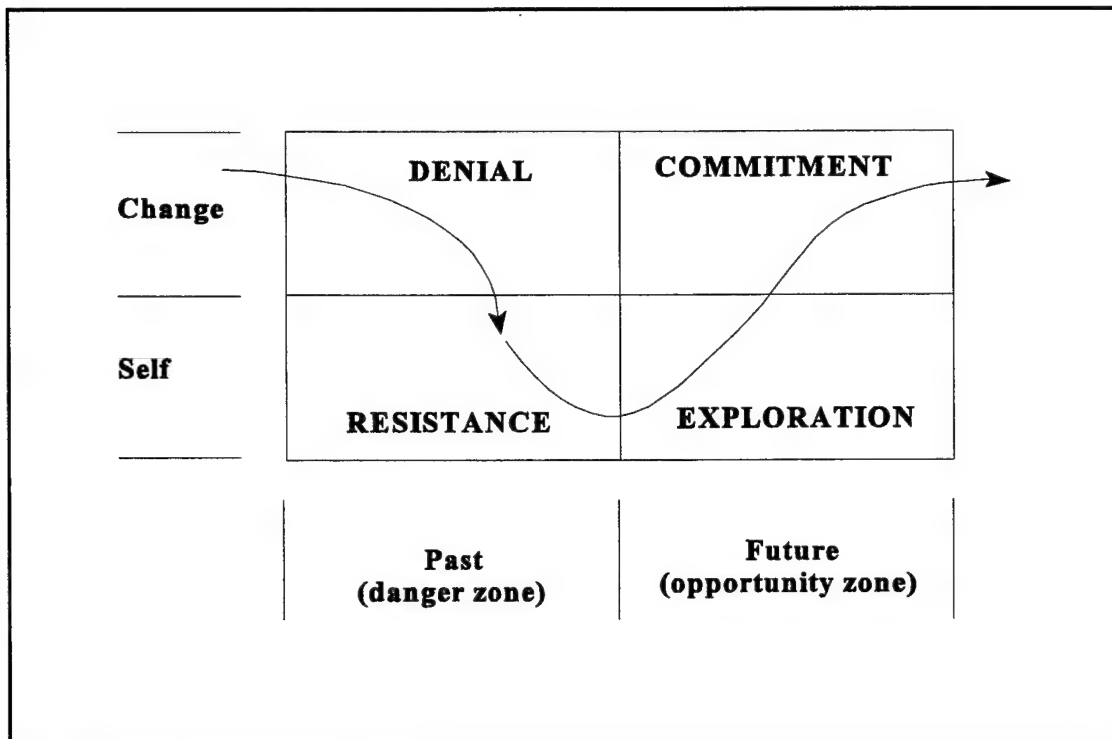 DENIAL
COMMITMENT
Change
Self
RESISTANCE
EXPLORATION
Past
(danger zone)
Future
(opportunity zone)